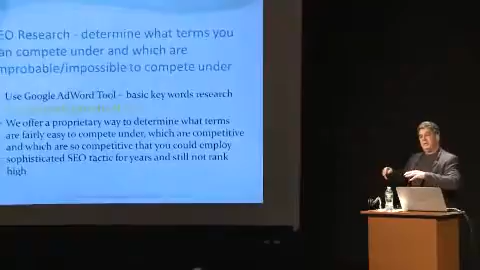 EO Research - determine what terms you
an compete under and which are
mprobable/impossible to compete under
Use Google AdWord Tool – basic key words research
We offer a proprietary way to determine what terms
are fairly easy to compete under, which are competitive
and which are so competitive that you could employ
sophisticated SEO tactic for years and still not rank
high